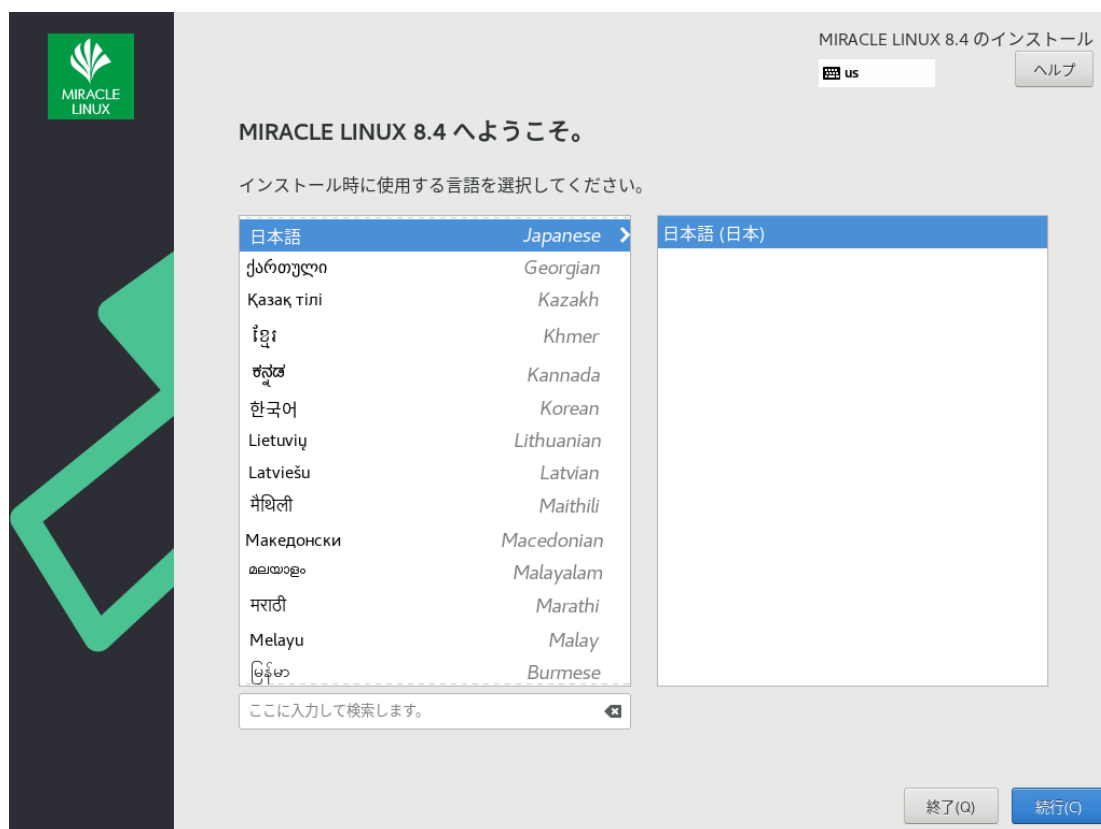 MIRACLE
LINUX
MIRACLE LINUX 8.4 のインストール
us
ヘルプ
MIRACLE LINUX 8.4 へようこそ。
インストール時に使用する言語を選択してください。
日本語 Japanese
日本語 (日本)
ქართული Georgian
Қазақ тілі Kazakh
ខ្មែរ Khmer
ಕನ್ನಡ Kannada
한국어 Korean
Lietuvių Lithuanian
Latviešu Latvian
मैथिली Maithili
Македонски Macedonian
മലയാളം Malayalam
मराठी Marathi
Melayu Malay
မြန်မာ Burmese
ここに入力して検索します。
終了(Q)
続行(C)